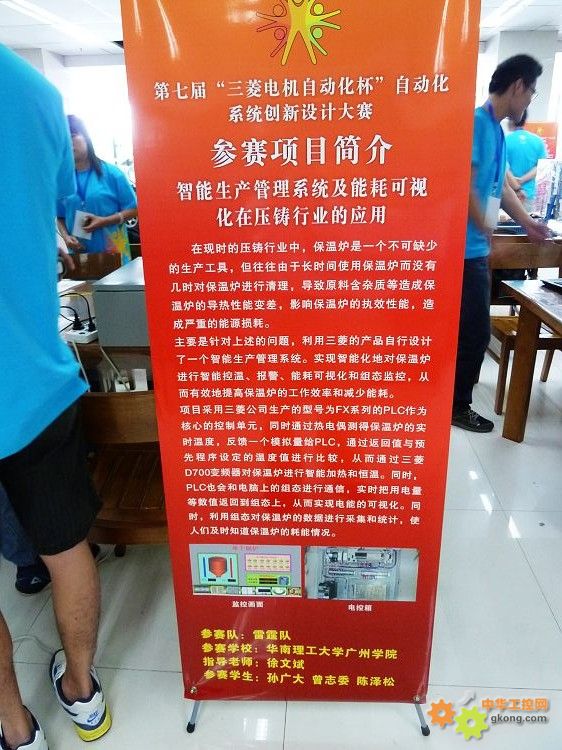 第七届“三菱电机自动化杯”自动化
系统创新设计大赛
参赛项目简介
智能生产管理系统及能耗可视
化在压铸行业的应用
在现时的压铸行业中，保温炉是一个不可缺少
的生产工具，但往往由于长时间使用保温炉而没有
几时对保温炉进行清理，导致原料含杂质等造成保
温炉的导热性能变差，影响保温炉的执效性能，造
成严重的能源损耗。
主要是针对上述的问题，利用三菱的产品自行设计
了一个智能生产管理系统。实现智能化地对保温炉
进行智能控温、报警、能耗可视化和组态监控，从
而有效地提高保温炉的工作效率和减少能耗。
项目采用三菱公司生产的型号为FX系列的PLC作为
核心的控制单元，同时通过热电偶测得保温炉的实
时温度，反馈一个模拟量给PLC，通过返回值与预
先程序设定的温度值进行比较，从而通过三菱
D700变频器对保温炉进行智能加热和恒温。同时，
PLC也会和电脑上的组态进行通信，实时把用电量
等数值返回到组态上，从而实现电能的可视化。同
时，利用组态对保温炉的数据进行采集和统计，使
人们及时知道保温炉的耗能情况。
监控画面
电控箱
参赛队：雷霆队
参赛学校：华南理工大学广州学院
指导老师：徐文斌
参赛学生：孙广大 曾志委 陈泽松
中华工控网
gkong.com